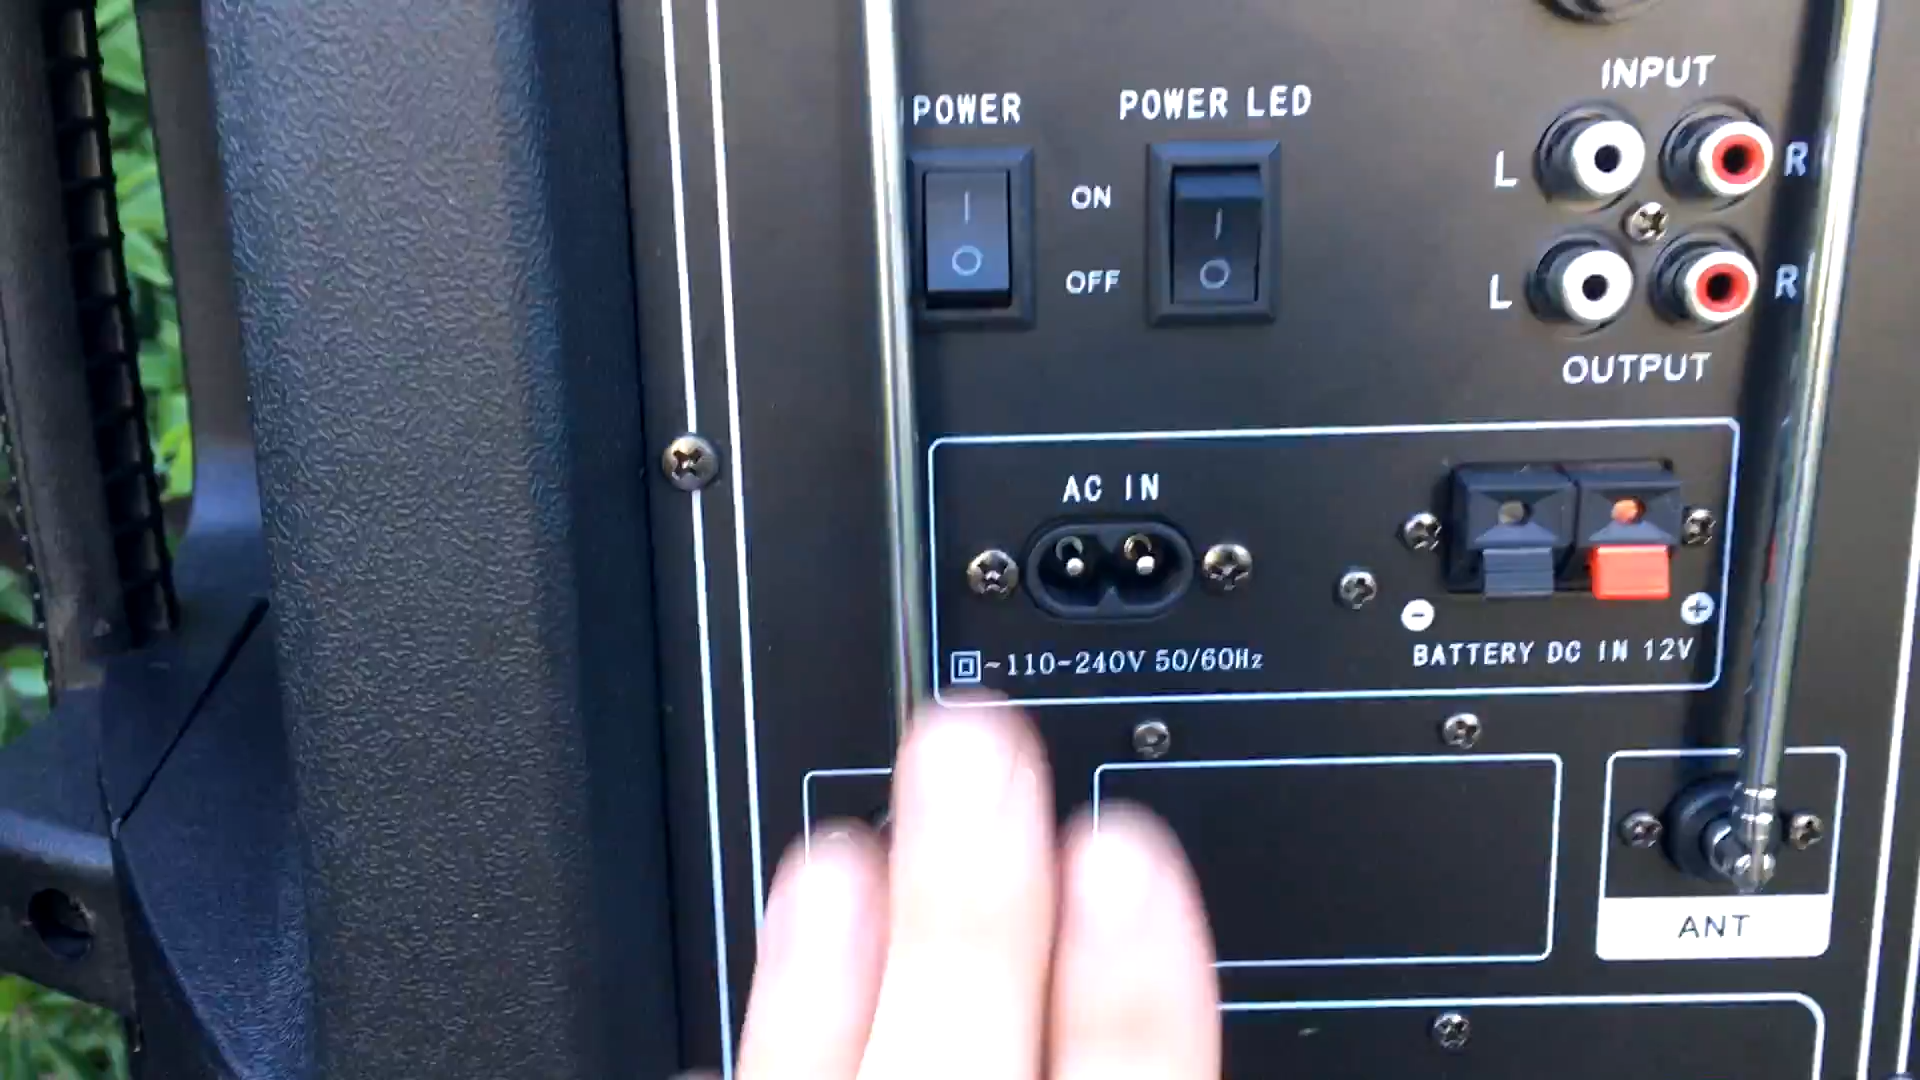 INPUT
POWER
POWER LED
L
R
ON
OFF
L
R
OUTPUT
AC IN
~110-240V 50/60Hz
BATTERY DC IN 12V
ANT